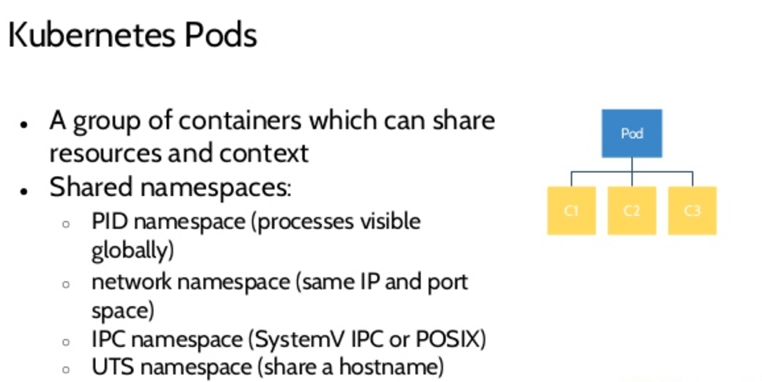 Kubernetes Pods
• A group of containers which can share
resources and context
• Shared namespaces:
○ PID namespace (processes visible
globally)
○ network namespace (same IP and port
space)
○ IPC namespace (SystemV IPC or POSIX)
○ UTS namespace (share a hostname)
Pod
C1 C2 C3